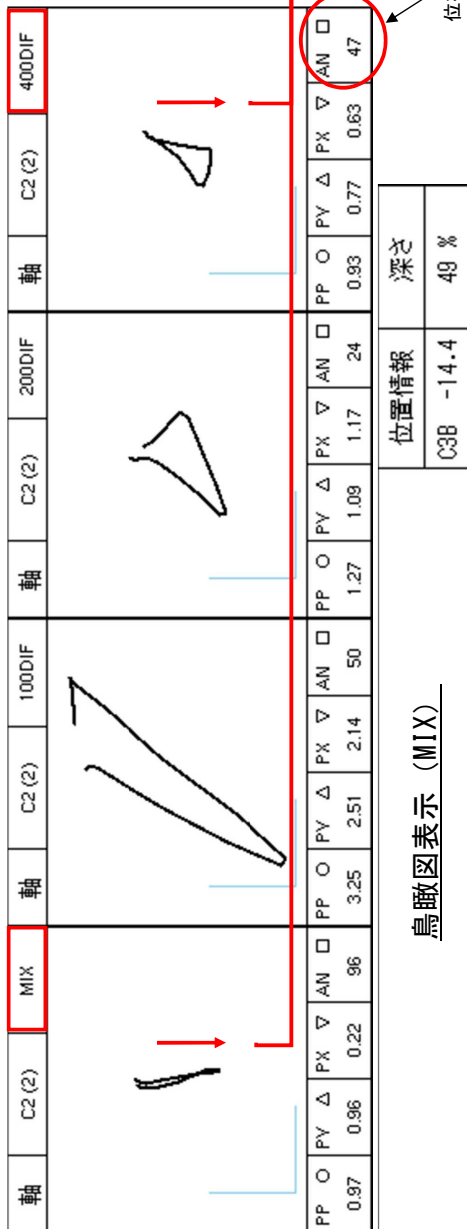 軸 C2(2) MIX 軸 C2(2) 100DIF 軸 C2(2) 200DIF 軸 C2(2) 400DIF
PP ○ PY △ PX ▽ AN □ PP ○ PY △ PX ▽ AN □ PP ○ PY △ PX ▽ AN □ PP ○ PY △ PX ▽ AN □
0.97 0.96 0.22 96 3.25 2.51 2.14 50 1.27 1.09 1.17 24 0.93 0.77 0.63 47
位置情報 深さ
C3B -14.4 49 %
鳥瞰図表示 (MIX)